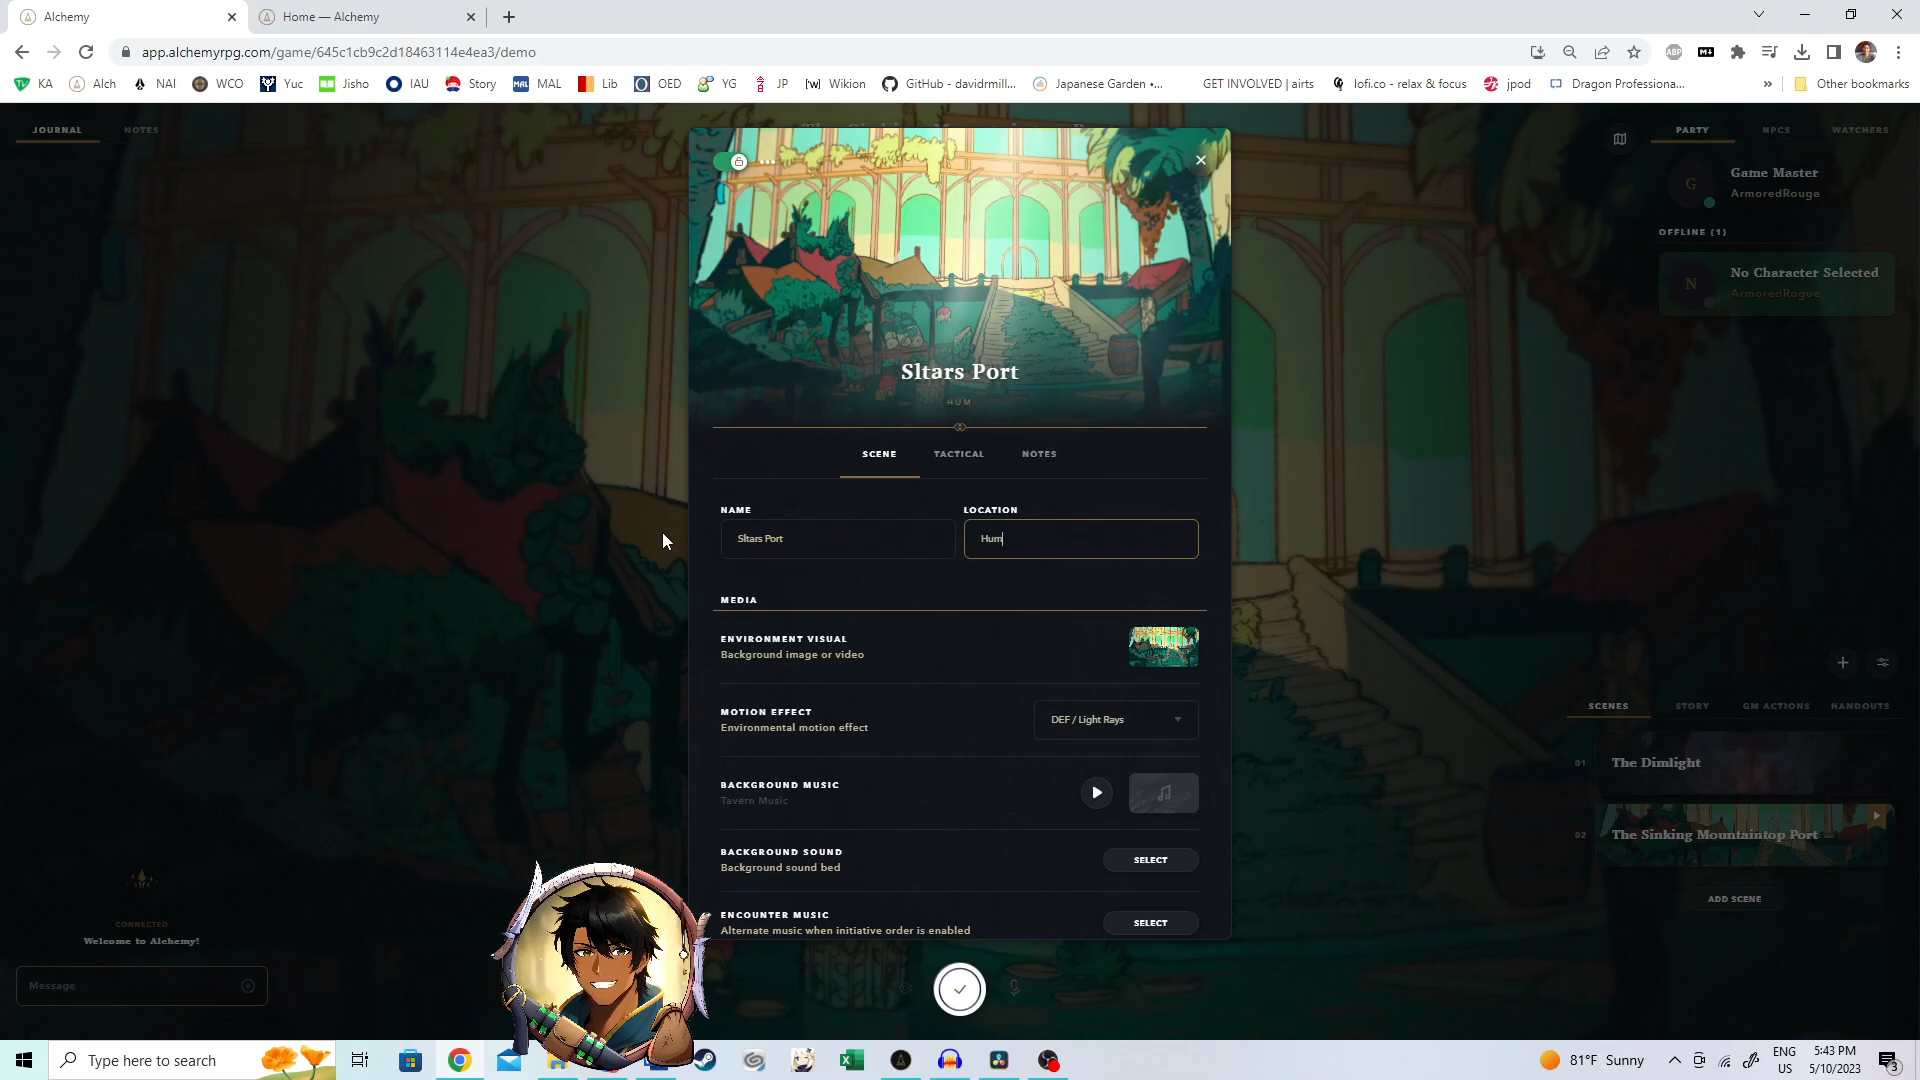 Alchemy
Home — Alchemy
app.alchemyrpg.com/game/645c1cb9c2d18463114e4ea3/demo
KA
Alch
NAI
WCO
Yuc
Jisho
IAU
Story
MAL
Lib
OED
YG
JP
Wikion
GitHub - davidrmill...
Japanese Garden •...
GET INVOLVED | airts
lofi.co - relax & focus
jpod
Dragon Professiona...
Other bookmarks
JOURNAL
NOTES
PARTY
NPCS
WATCHERS
G
Game Master
ArmoredRouge
OFFLINE (1)
N
No Character Selected
ArmoredRogue
Sltars Port
HUM
SCENE
TACTICAL
NOTES
NAME
LOCATION
Sltars Port
Hum
MEDIA
ENVIRONMENT VISUAL
Background image or video
MOTION EFFECT
Environmental motion effect
DEF / Light Rays
BACKGROUND MUSIC
Tavern Music
BACKGROUND SOUND
Background sound bed
SELECT
ENCOUNTER MUSIC
Alternate music when initiative order is enabled
SELECT
SCENES
STORY
GM ACTIONS
HANDOUTS
01
The Dimlight
02
The Sinking Mountaintop Port
ADD SCENE
CONNECTED
Welcome to Alchemy!
Message
Type here to search
81°F Sunny
ENG
US
5:43 PM
5/10/2023
3